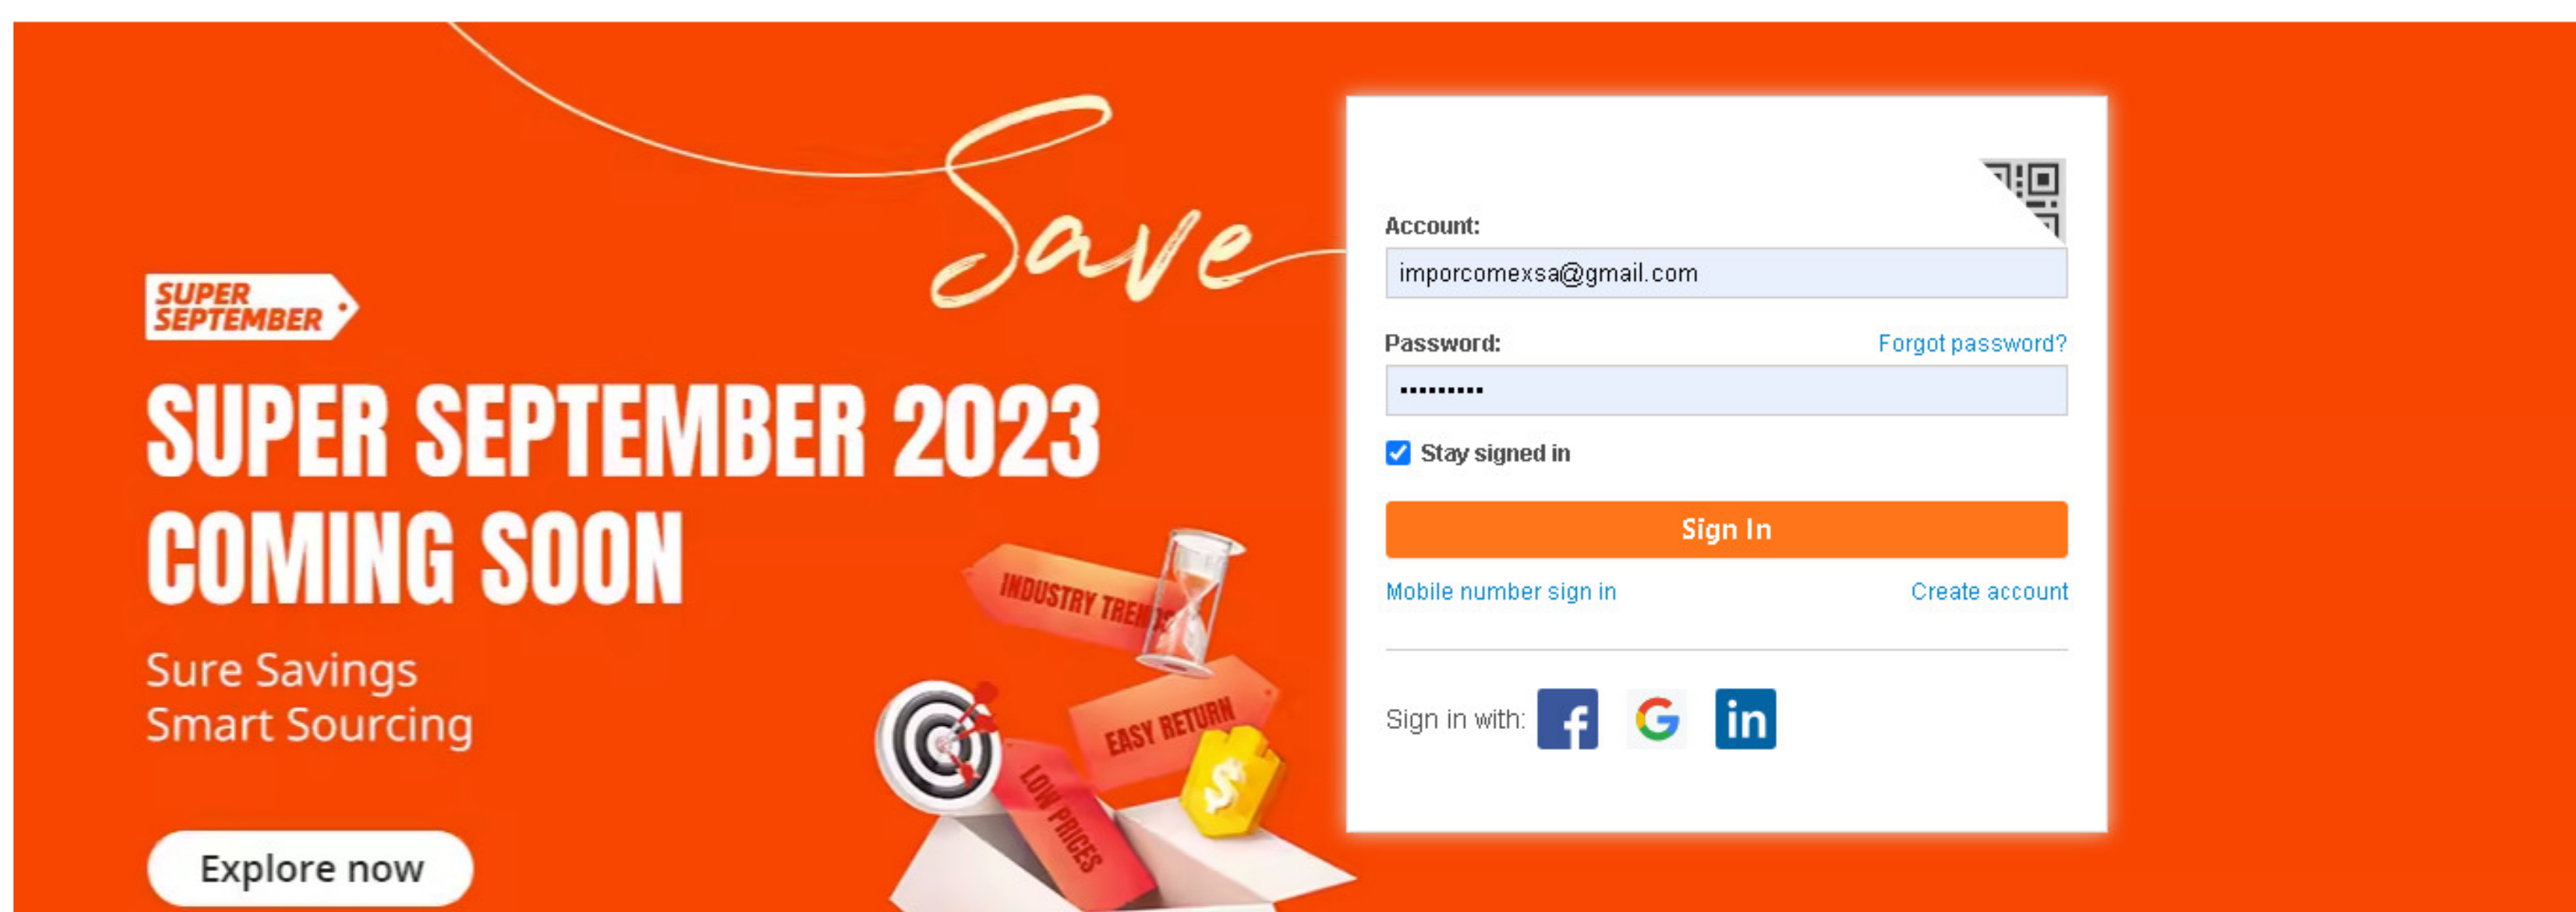 Save
SUPER
SEPTEMBER
SUPER SEPTEMBER 2023
COMING SOON
Sure Savings
Smart Sourcing
Explore now
INDUSTRY TRENDS
EASY RETURN
LOW PRICES
$
Account:
imporcomexsa@gmail.com
Password: Forgot password?
•••••••••
Stay signed in
Sign In
Mobile number sign in Create account
Sign in with: f G in